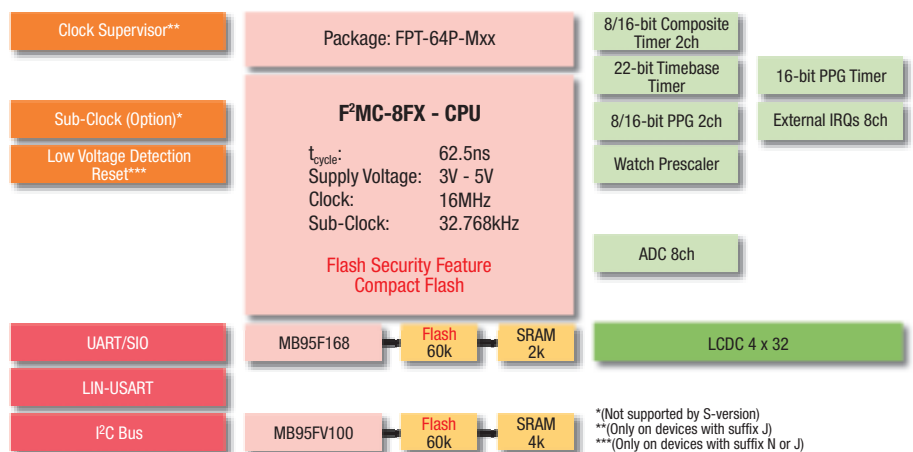 Clock Supervisor**
Package: FPT-64P-Mxx
8/16-bit Composite
Timer 2ch
22-bit Timebase
Timer
16-bit PPG Timer
Sub-Clock (Option)*
F²MC-8FX - CPU
8/16-bit PPG 2ch
External IRQs 8ch
Low Voltage Detection
Reset***
t_cycle: 62.5ns
Supply Voltage: 3V - 5V
Clock: 16MHz
Sub-Clock: 32.768kHz
Watch Prescaler
Flash Security Feature
Compact Flash
ADC 8ch
UART/SIO
MB95F168
Flash
60k
SRAM
2k
LCDC 4 x 32
LIN-USART
I²C Bus
MB95FV100
Flash
60k
SRAM
4k
*(Not supported by S-version)
**(Only on devices with suffix J)
***(Only on devices with suffix N or J)